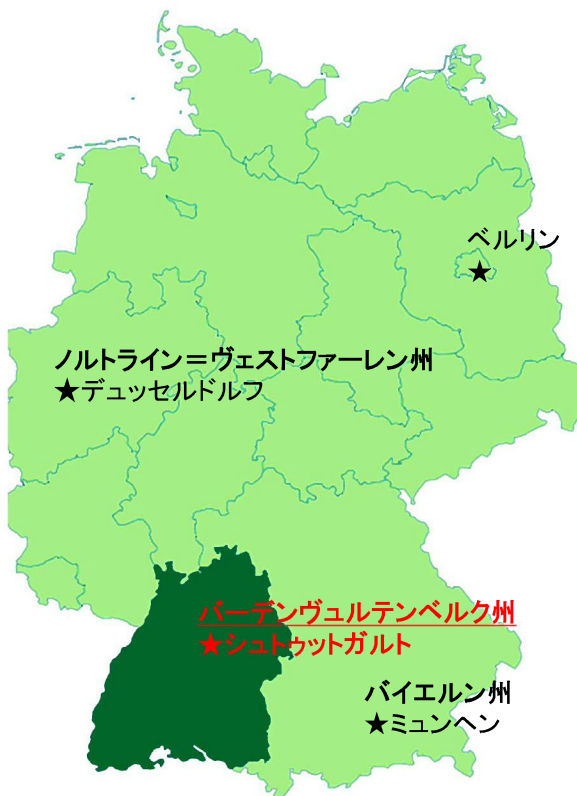 ベルリン
★
ノルトライン＝ヴェストファーレン州
★デュッセルドルフ
バーデンヴュルテンベルク州
★シュトゥットガルト
バイエルン州
★ミュンヘン